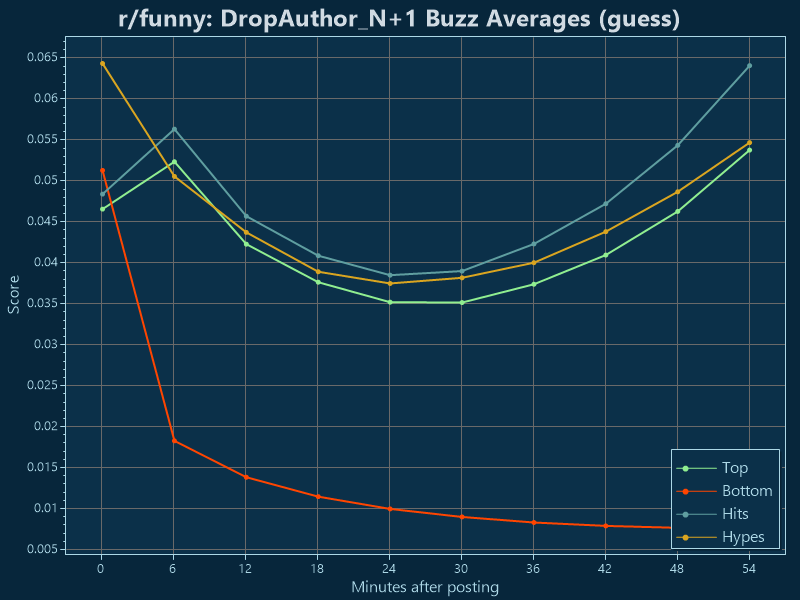 r/funny: DropAuthor_N+1 Buzz Averages (guess)
0.065
0.06
0.055
0.05
0.045
0.04
0.035
0.03
0.025
0.02
0.015
0.01
0.005
Score
Top
Bottom
Hits
Hypes
0 6 12 18 24 30 36 42 48 54
Minutes after posting